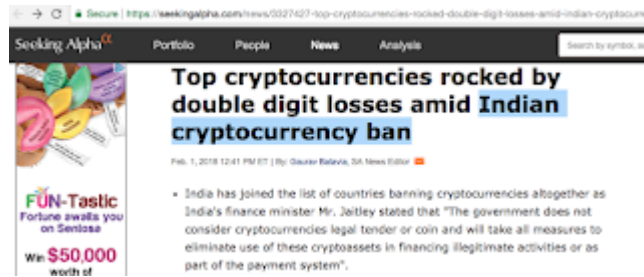 Secure | https://seekingalpha.com/news/3327427-top-cryptocurrencies-rocked-double-digit-losses-amid-indian-cryptocurr
Seeking Alpha α Portfolio People News Analysis Search by symbol, a
Top cryptocurrencies rocked by
double digit losses amid Indian
cryptocurrency ban
Feb. 1, 2018 12:41 PM ET | By: Gaurav Batavia, SA News Editor
• India has joined the list of countries banning cryptocurrencies altogether as
India's finance minister Mr. Jaitley stated that "The government does not
consider cryptocurrencies legal tender or coin and will take all measures to
eliminate use of these cryptoassets in financing illegitimate activities or as
part of the payment system".
FUN-Tastic
Fortune awaits you
on Sentosa
Win $50,000
worth of